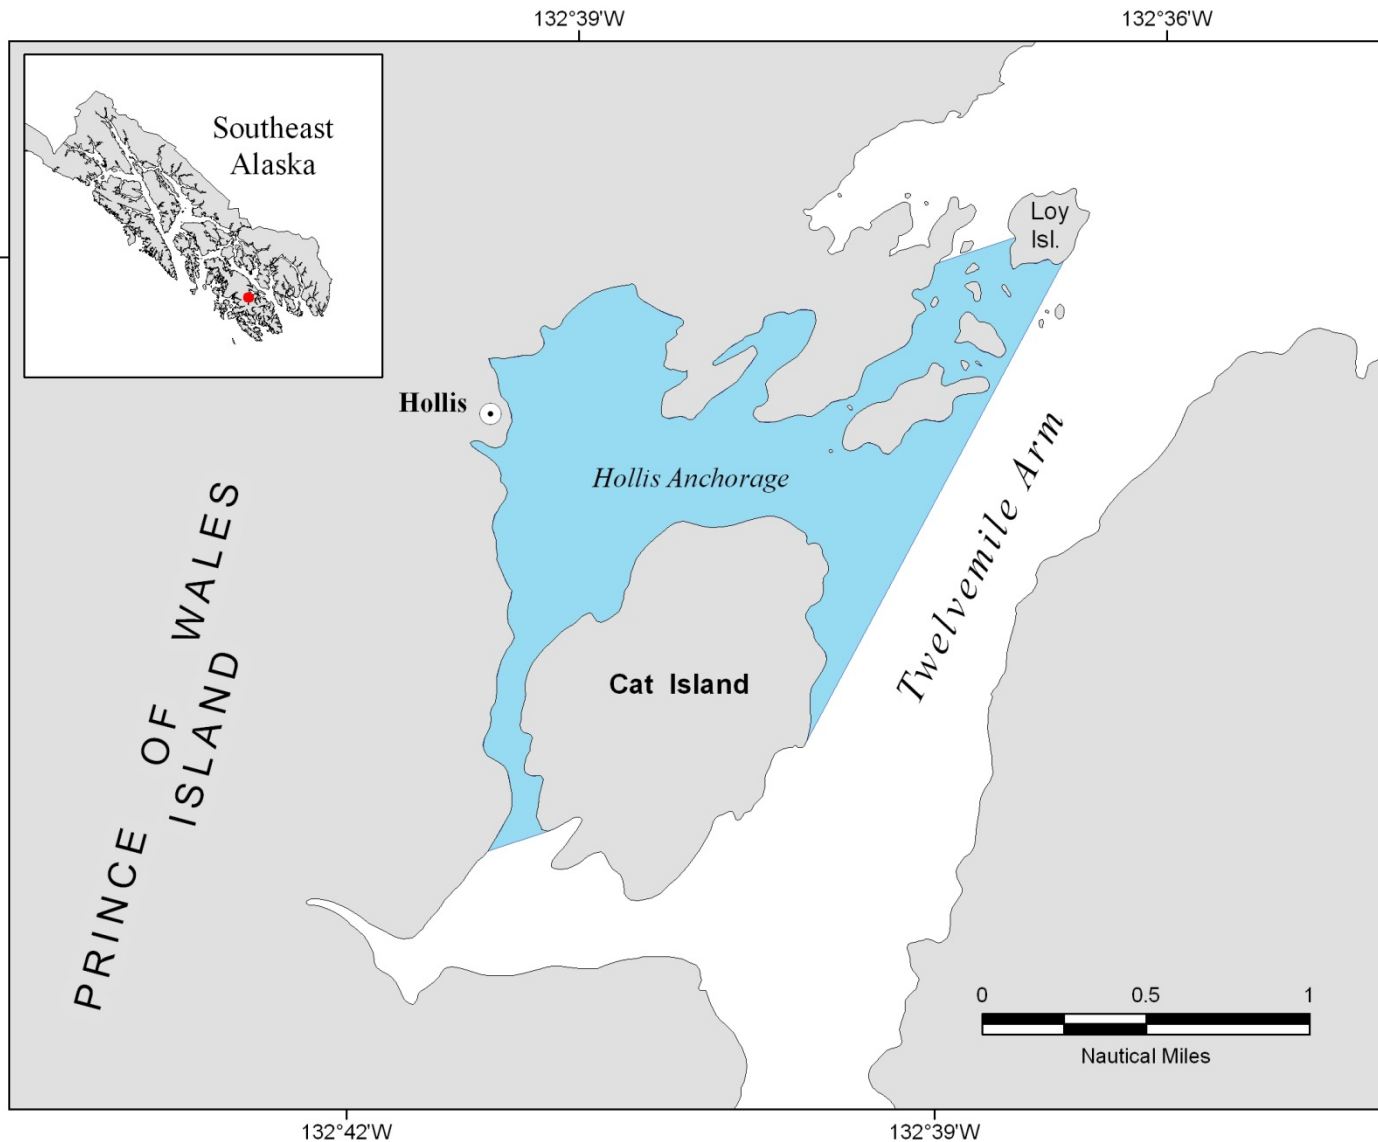 132°39'W
132°36'W
Southeast
Alaska
Loy
Isl.
Hollis
Hollis Anchorage
Twelvemile Arm
Cat Island
PRINCE OF WALES
ISLAND
0 0.5 1
Nautical Miles
132°42'W
132°39'W